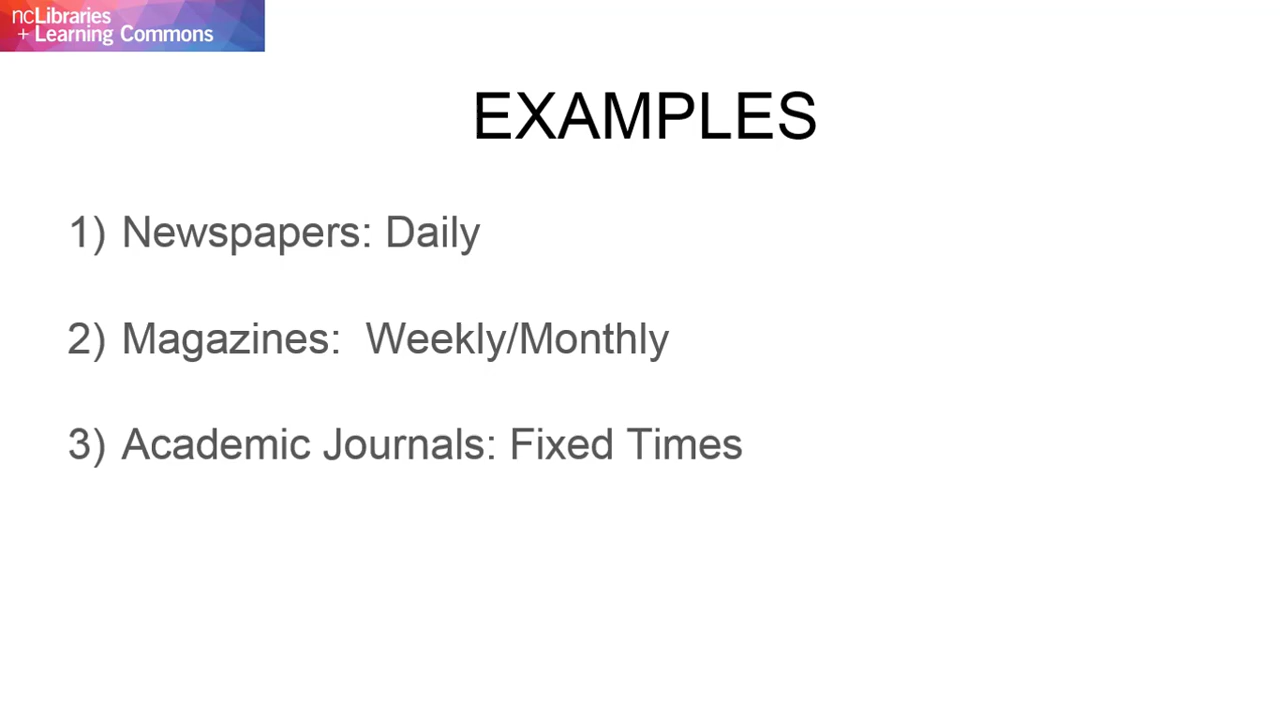 ncLibraries
+ Learning Commons
EXAMPLES
1) Newspapers: Daily
2) Magazines:  Weekly/Monthly
3) Academic Journals: Fixed Times